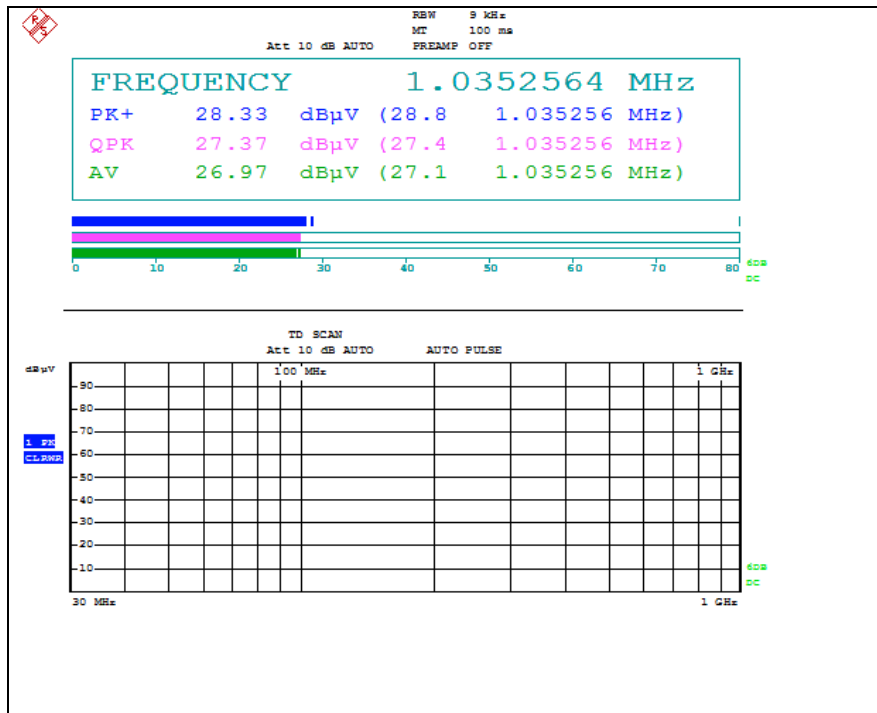 RBW 9 kHz
MT 100 ms
Att 10 dB AUTO PREAMP OFF
FREQUENCY 1.0352564 MHz
PK+ 28.33 dBµV (28.8 1.035256 MHz)
QPK 27.37 dBµV (27.4 1.035256 MHz)
AV 26.97 dBµV (27.1 1.035256 MHz)
0 10 20 30 40 50 60 70 80
6DB
DC
TD SCAN
Att 10 dB AUTO AUTO PULSE
dBµV
100 MHz 1 GHz
90
80
70
1 PK
60
CLRWR
50
40
30
20
10
6DB
DC
30 MHz 1 GHz